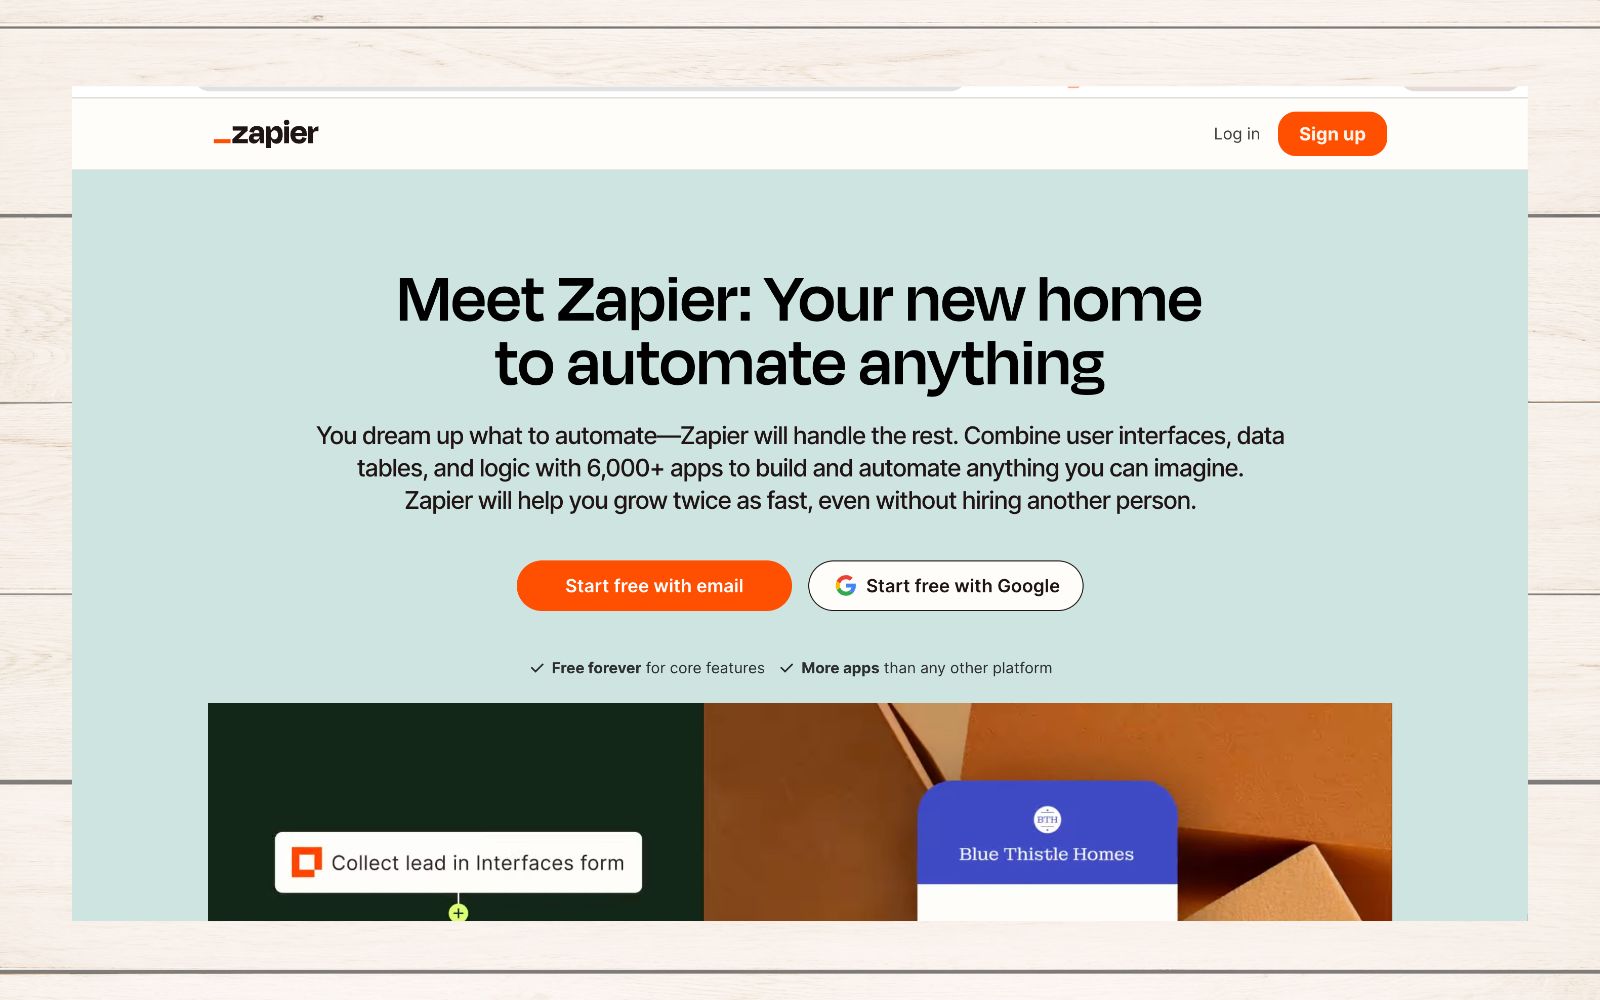 zapier
Log in
Sign up
Meet Zapier: Your new home
to automate anything
You dream up what to automate—Zapier will handle the rest. Combine user interfaces, data
tables, and logic with 6,000+ apps to build and automate anything you can imagine.
Zapier will help you grow twice as fast, even without hiring another person.
Start free with email
Start free with Google
Free forever for core features
More apps than any other platform
BTH
Blue Thistle Homes
Collect lead in Interfaces form